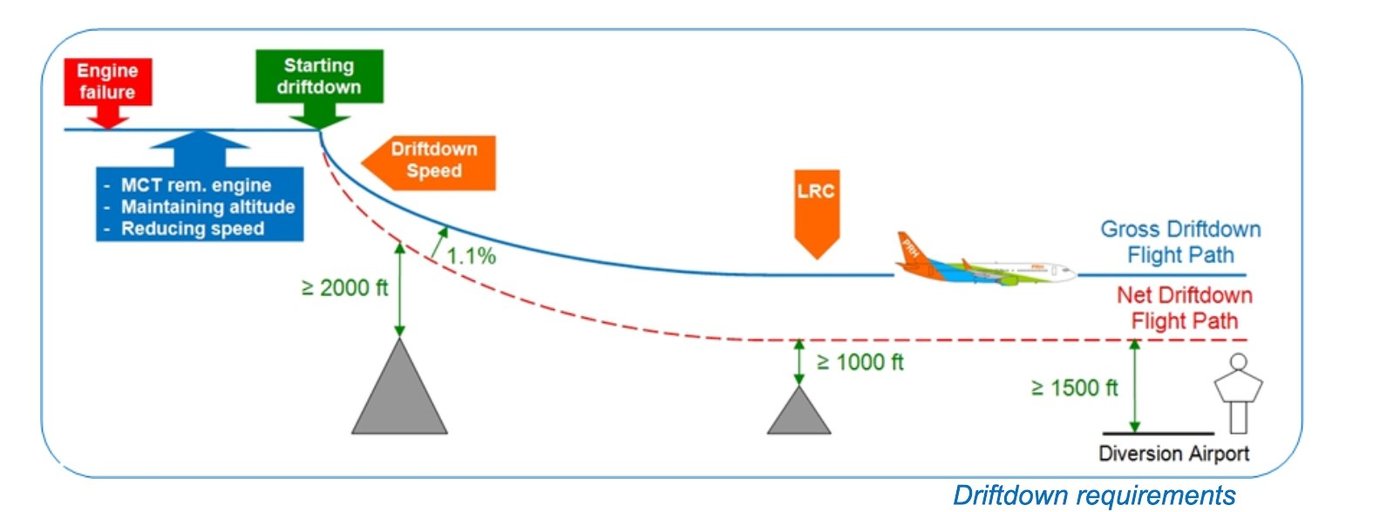 Engine
failure
Starting
driftdown
- MCT rem. engine
- Maintaining altitude
- Reducing speed
Driftdown
Speed
LRC
PRH
Gross Driftdown
Flight Path
Net Driftdown
Flight Path
1.1%
≥ 2000 ft
≥ 1000 ft
≥ 1500 ft
Diversion Airport
Driftdown requirements